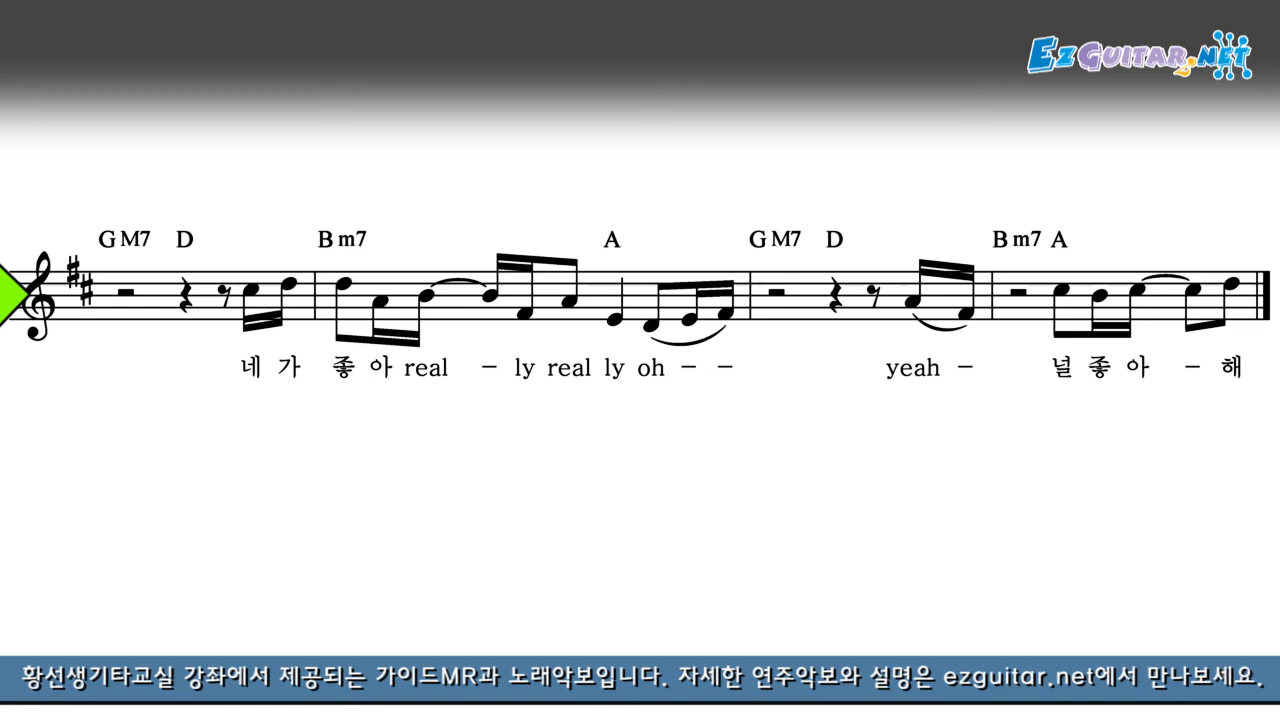 EzGuitar.net
GM7 D Bm7 A GM7 D Bm7 A
네 가 좋 아 real - ly real ly oh - - yeah - 널 좋 아 - 해
황선생기타교실 강좌에서 제공되는 가이드MR과 노래악보입니다. 자세한 연주악보와 설명은 ezguitar.net에서 만나보세요.